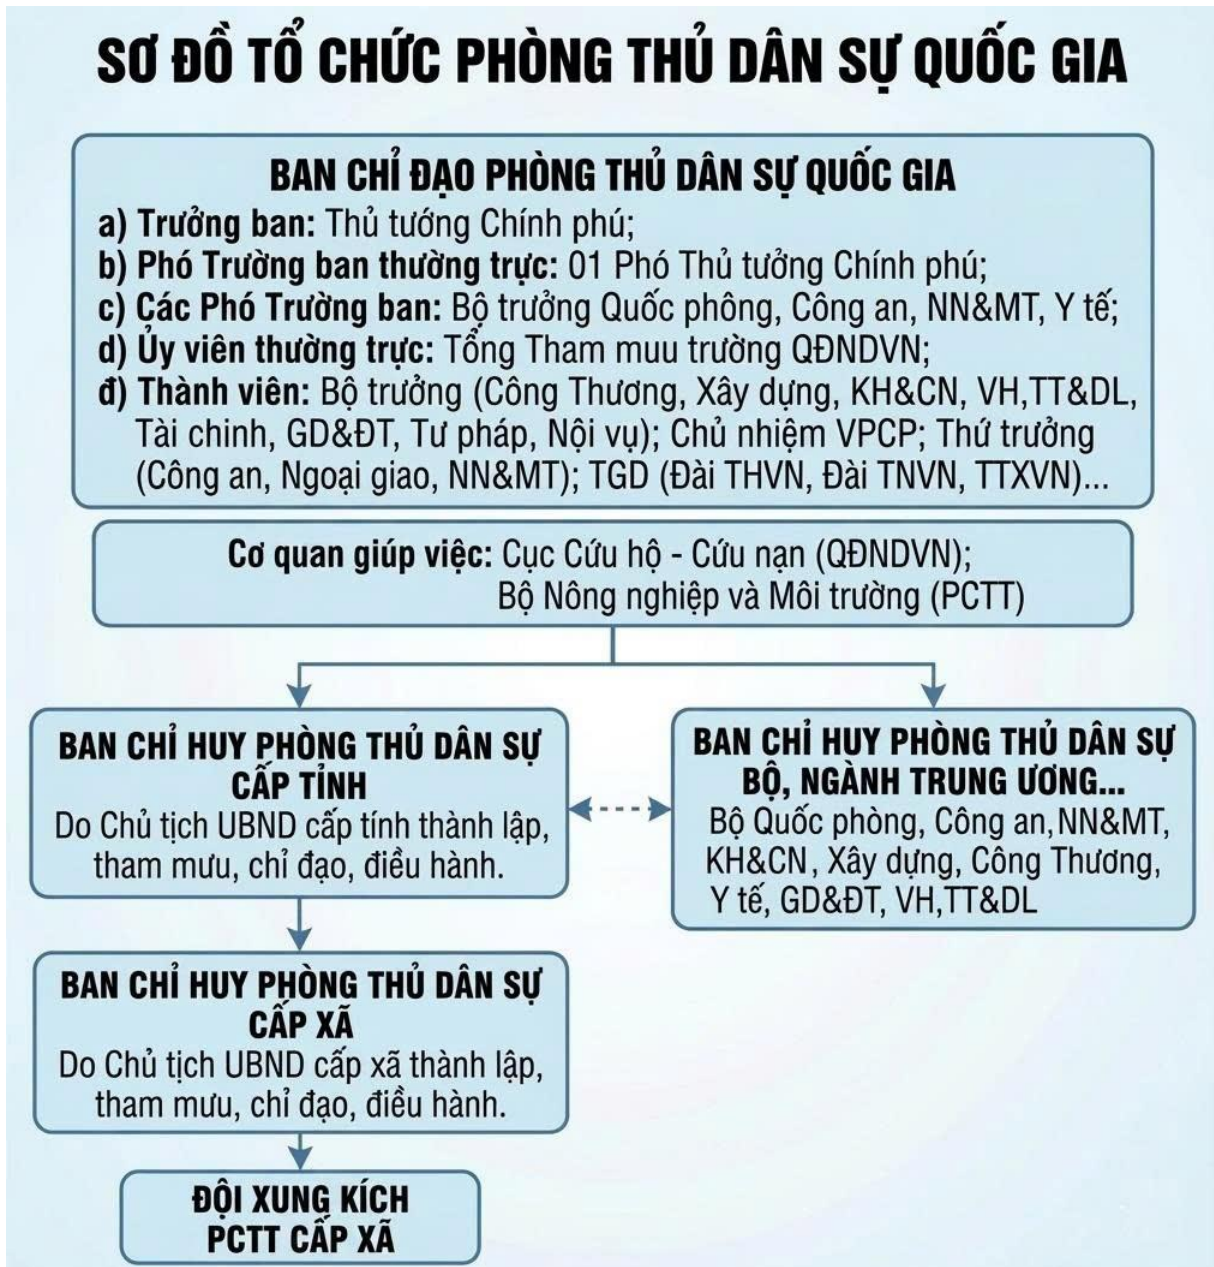 SƠ ĐỒ TỔ CHỨC PHÒNG THỦ DÂN SỰ QUỐC GIA
BAN CHỈ ĐẠO PHÒNG THỦ DÂN SỰ QUỐC GIA
a) Trưởng ban: Thủ tướng Chính phú;
b) Phó Trường ban thường trực: 01 Phó Thủ tưởng Chính phú;
c) Các Phó Trường ban: Bộ trưởng Quốc phông, Công an, NN&MT, Y tế;
d) Ủy viên thường trực: Tổng Tham muu trường QĐNDVN;
đ) Thành viên: Bộ trưởng (Công Thương, Xây dựng, KH&CN, VH,TT&DL,
Tài chinh, GD&ĐT, Tư pháp, Nội vụ); Chủ nhiệm VPCP; Thứ trưởng
(Công an, Ngoại giao, NN&MT); TGD (Đài THVN, Đài TNVN, TTXVN)...
Cơ quan giúp việc: Cục Cứu hộ - Cứu nạn (QĐNDVN);
Bộ Nông nghiệp và Môi trường (PCTT)
BAN CHỈ HUY PHÒNG THỦ DÂN SỰ
CẤP TỈNH
Do Chủ tịch UBND cấp tính thành lập,
tham mưu, chỉ đạo, điều hành.
BAN CHỈ HUY PHÒNG THỦ DÂN SỰ
BỘ, NGÀNH TRUNG ƯƠNG...
Bộ Quốc phòng, Công an, NN&MT,
KH&CN, Xây dựng, Công Thương,
Y tế, GD&ĐT, VH,TT&DL
BAN CHỈ HUY PHÒNG THỦ DÂN SỰ
CẤP XÃ
Do Chủ tịch UBND cấp xã thành lập,
tham mưu, chỉ đạo, điều hành.
ĐỘI XUNG KÍCH
PCTT CẤP XÃ